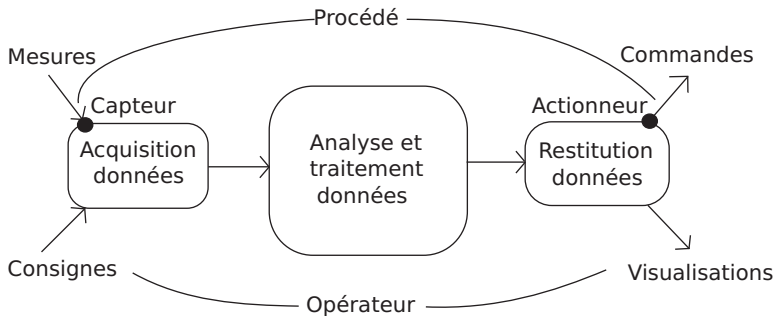 Procédé
Mesures
Commandes
Capteur
Actionneur
Acquisition
données
Analyse et
traitement
données
Restitution
données
Consignes
Visualisations
Opérateur